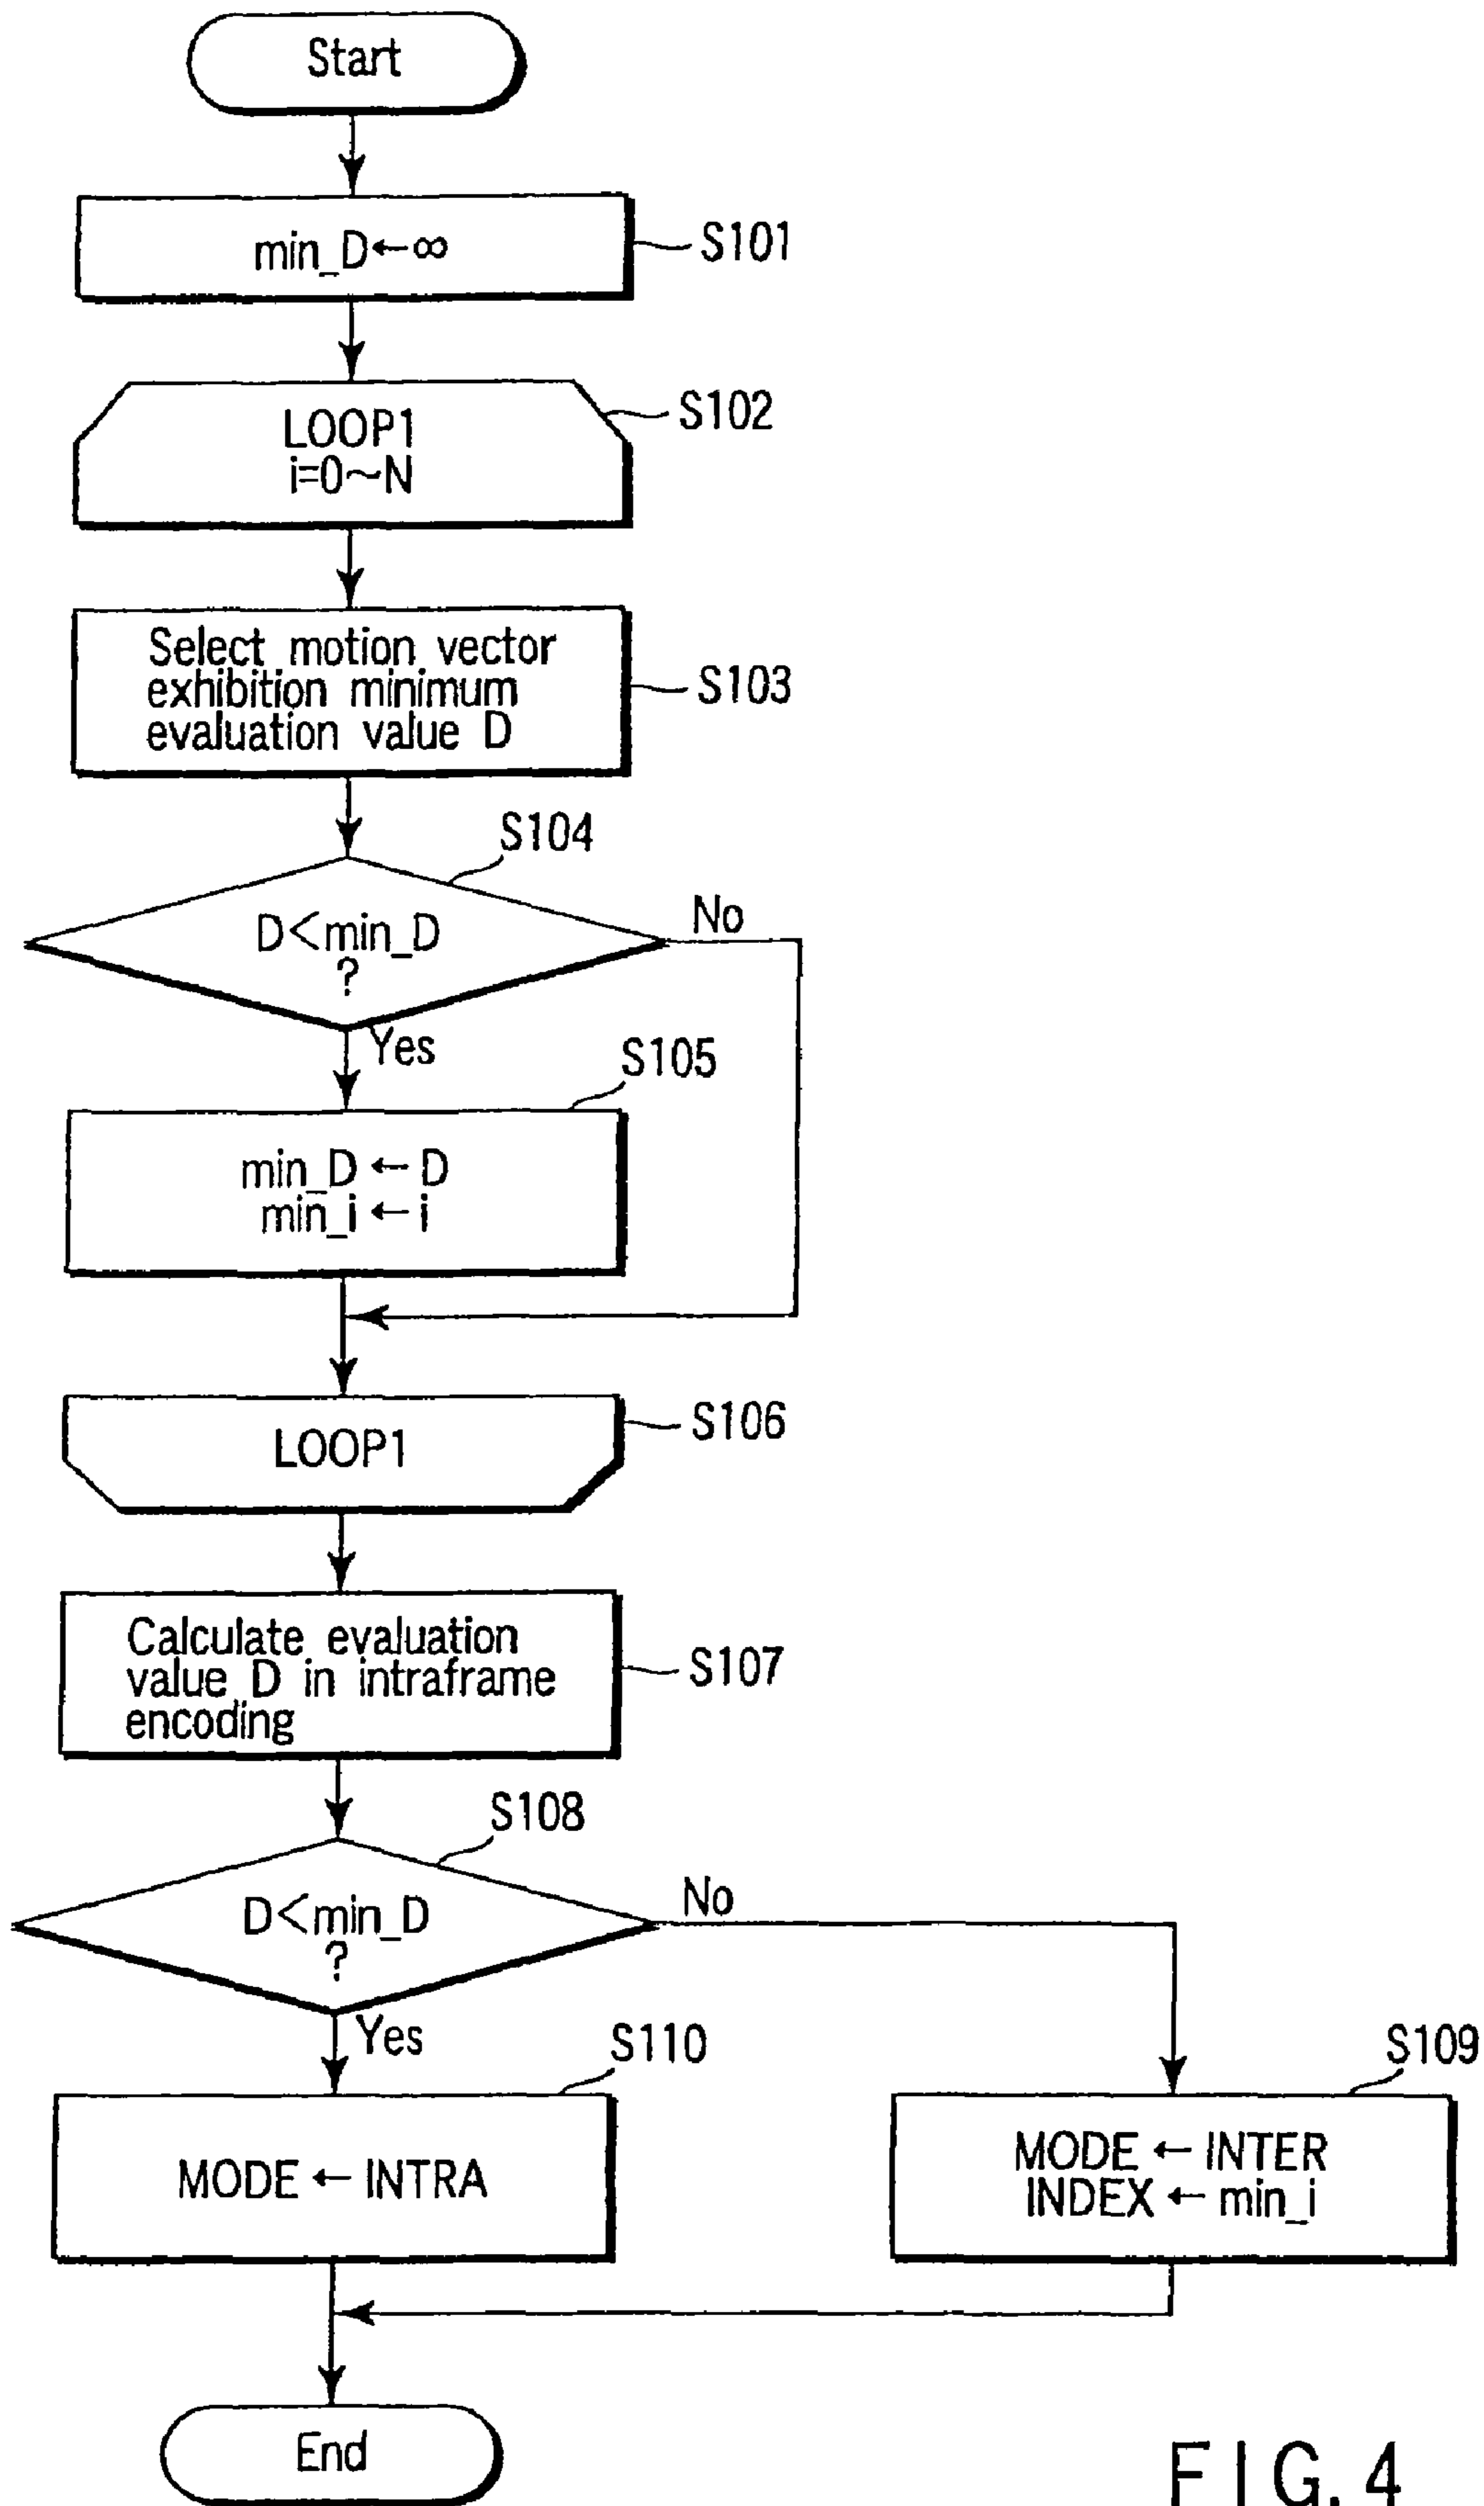 Start
min_D←∞
S101
LOOP1
i=0~N
S102
Select motion vector
exhibition minimum
evaluation value D
S103
S104
D<min_D
?
No
Yes
S105
min_D ← D
min_i ← i
LOOP1
S106
Calculate evaluation
value D in intraframe
encoding
S107
S108
D<min_D
?
No
Yes
S110
S109
MODE ← INTRA
MODE ← INTER
INDEX ← min_i
End
FIG. 4